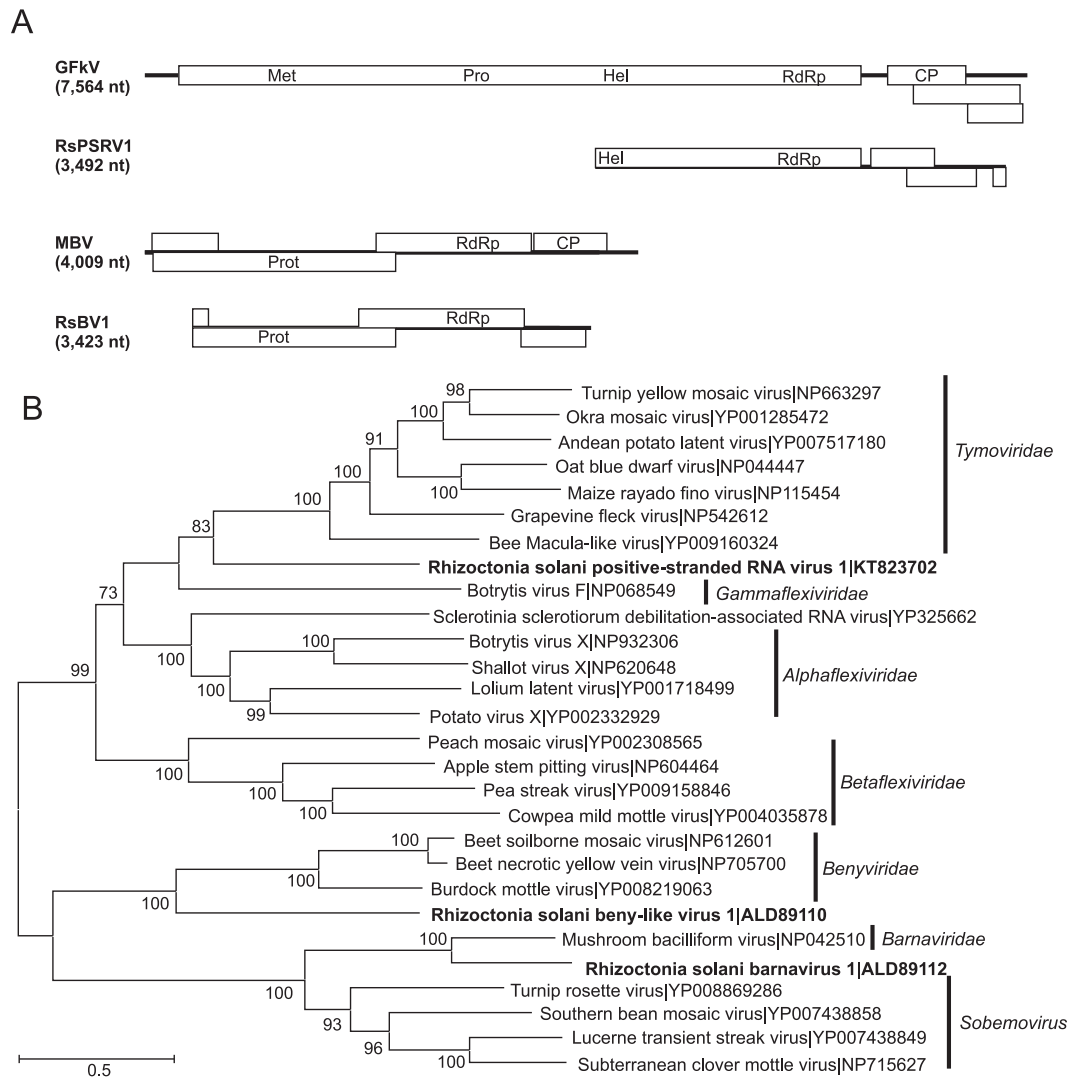 A
GFkV
(7,564 nt)
Met Pro Hel RdRp CP
RsPSRV1
(3,492 nt)
Hel RdRp
MBV
(4,009 nt)
RdRp CP
Prot
RsBV1
(3,423 nt)
RdRp
Prot
B
98
Turnip yellow mosaic virus|NP663297
100
Okra mosaic virus|YP001285472
91
Andean potato latent virus|YP007517180
Tymoviridae
Oat blue dwarf virus|NP044447
100
100
Maize rayado fino virus|NP115454
100
Grapevine fleck virus|NP542612
83
Bee Macula-like virus|YP009160324
Rhizoctonia solani positive-stranded RNA virus 1|KT823702
73
Botrytis virus F|NP068549
Gammaflexiviridae
Sclerotinia sclerotiorum debilitation-associated RNA virus|YP325662
100
100
Botrytis virus X|NP932306
99
Shallot virus X|NP620648
Alphaflexiviridae
100
Lolium latent virus|YP001718499
99
Potato virus X|YP002332929
Peach mosaic virus|YP002308565
100
Apple stem pitting virus|NP604464
Betaflexiviridae
100
Pea streak virus|YP009158846
100
Cowpea mild mottle virus|YP004035878
100
Beet soilborne mosaic virus|NP612601
Beet necrotic yellow vein virus|NP705700
Benyviridae
100
Burdock mottle virus|YP008219063
100
Rhizoctonia solani beny-like virus 1|ALD89110
100
Mushroom bacilliform virus|NP042510
Barnaviridae
Rhizoctonia solani barnavirus 1|ALD89112
100
Turnip rosette virus|YP008869286
93
Southern bean mosaic virus|YP007438858
Sobemovirus
96
Lucerne transient streak virus|YP007438849
100
Subterranean clover mottle virus|NP715627
0.5